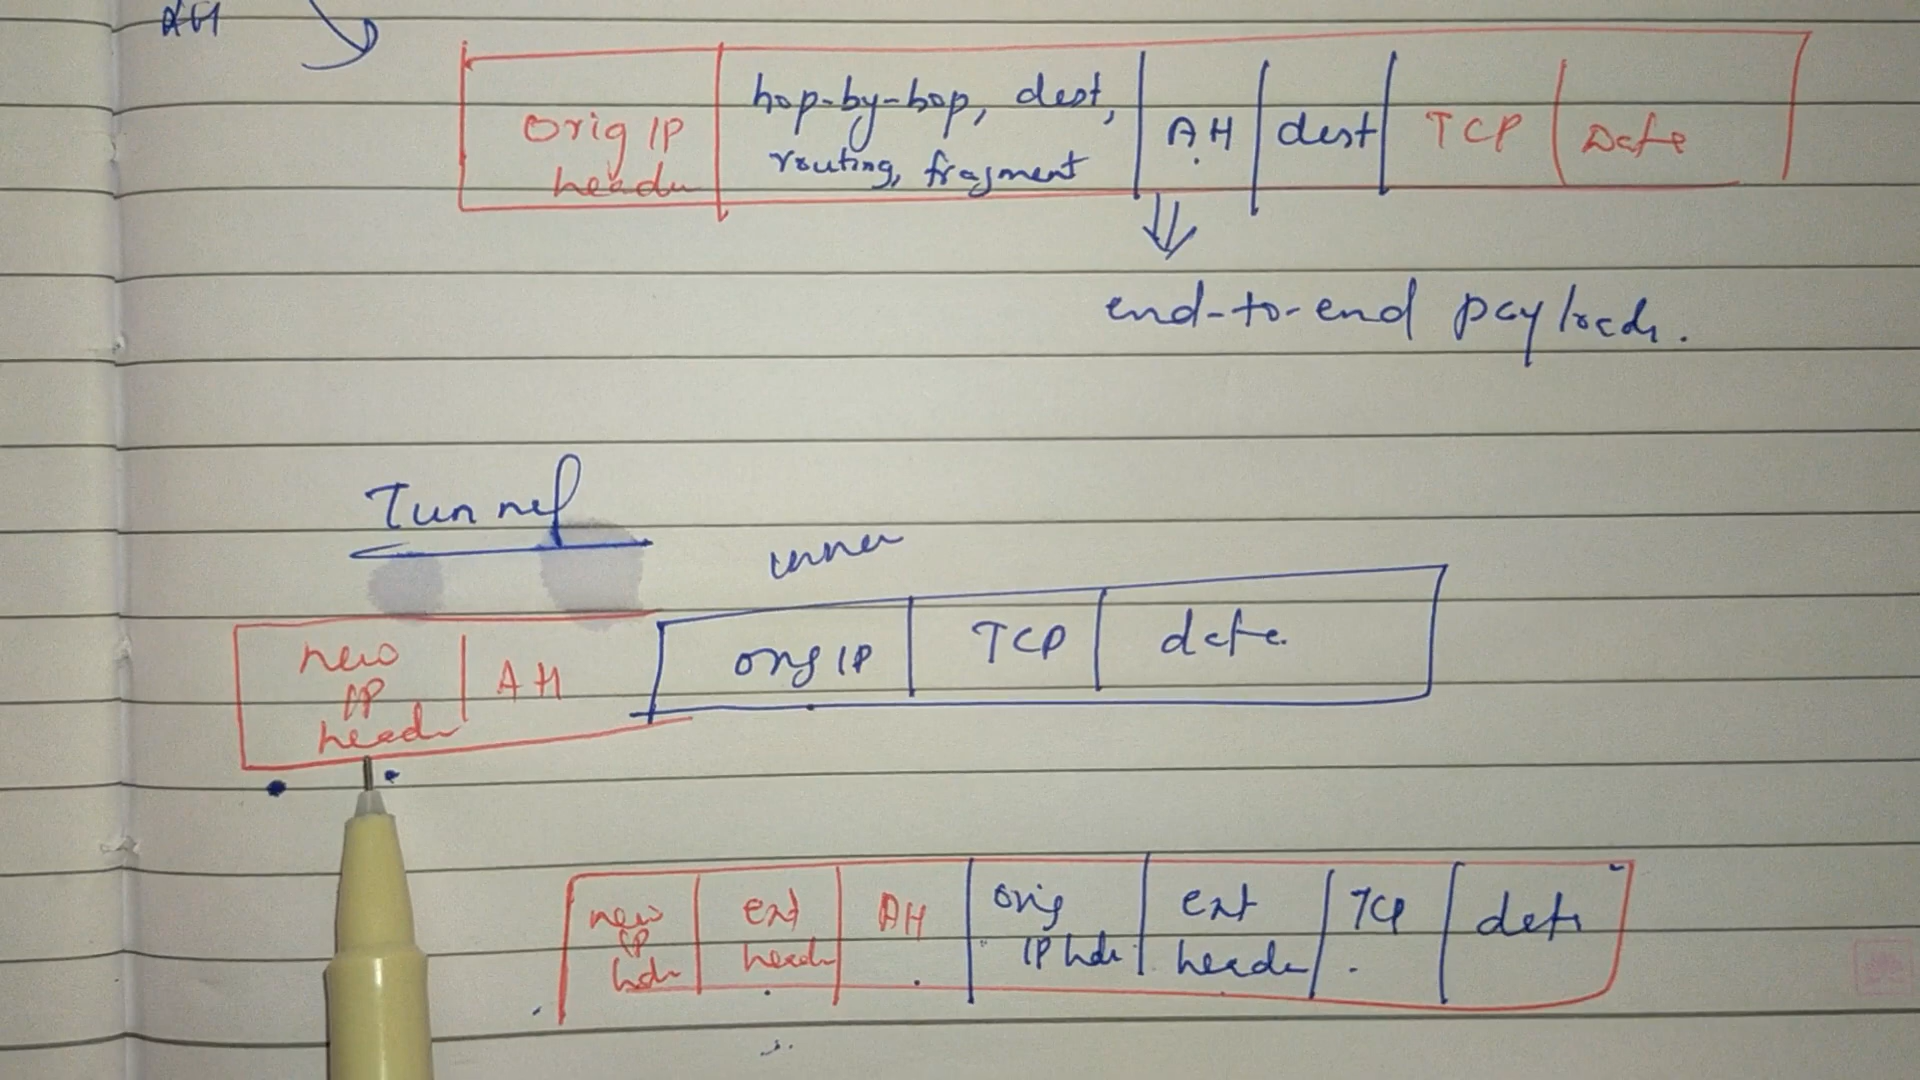 AH
Orig IP header
hop-by-hop, dest,
routing, fragment
AH
dest
TCP
Data
end-to-end payload.
Tunnel
inner
new
IP
header
AH
orig IP
TCP
data
new
IP
hdr
ext
header
AH
orig
IP hdr
ext
header
TCP
data